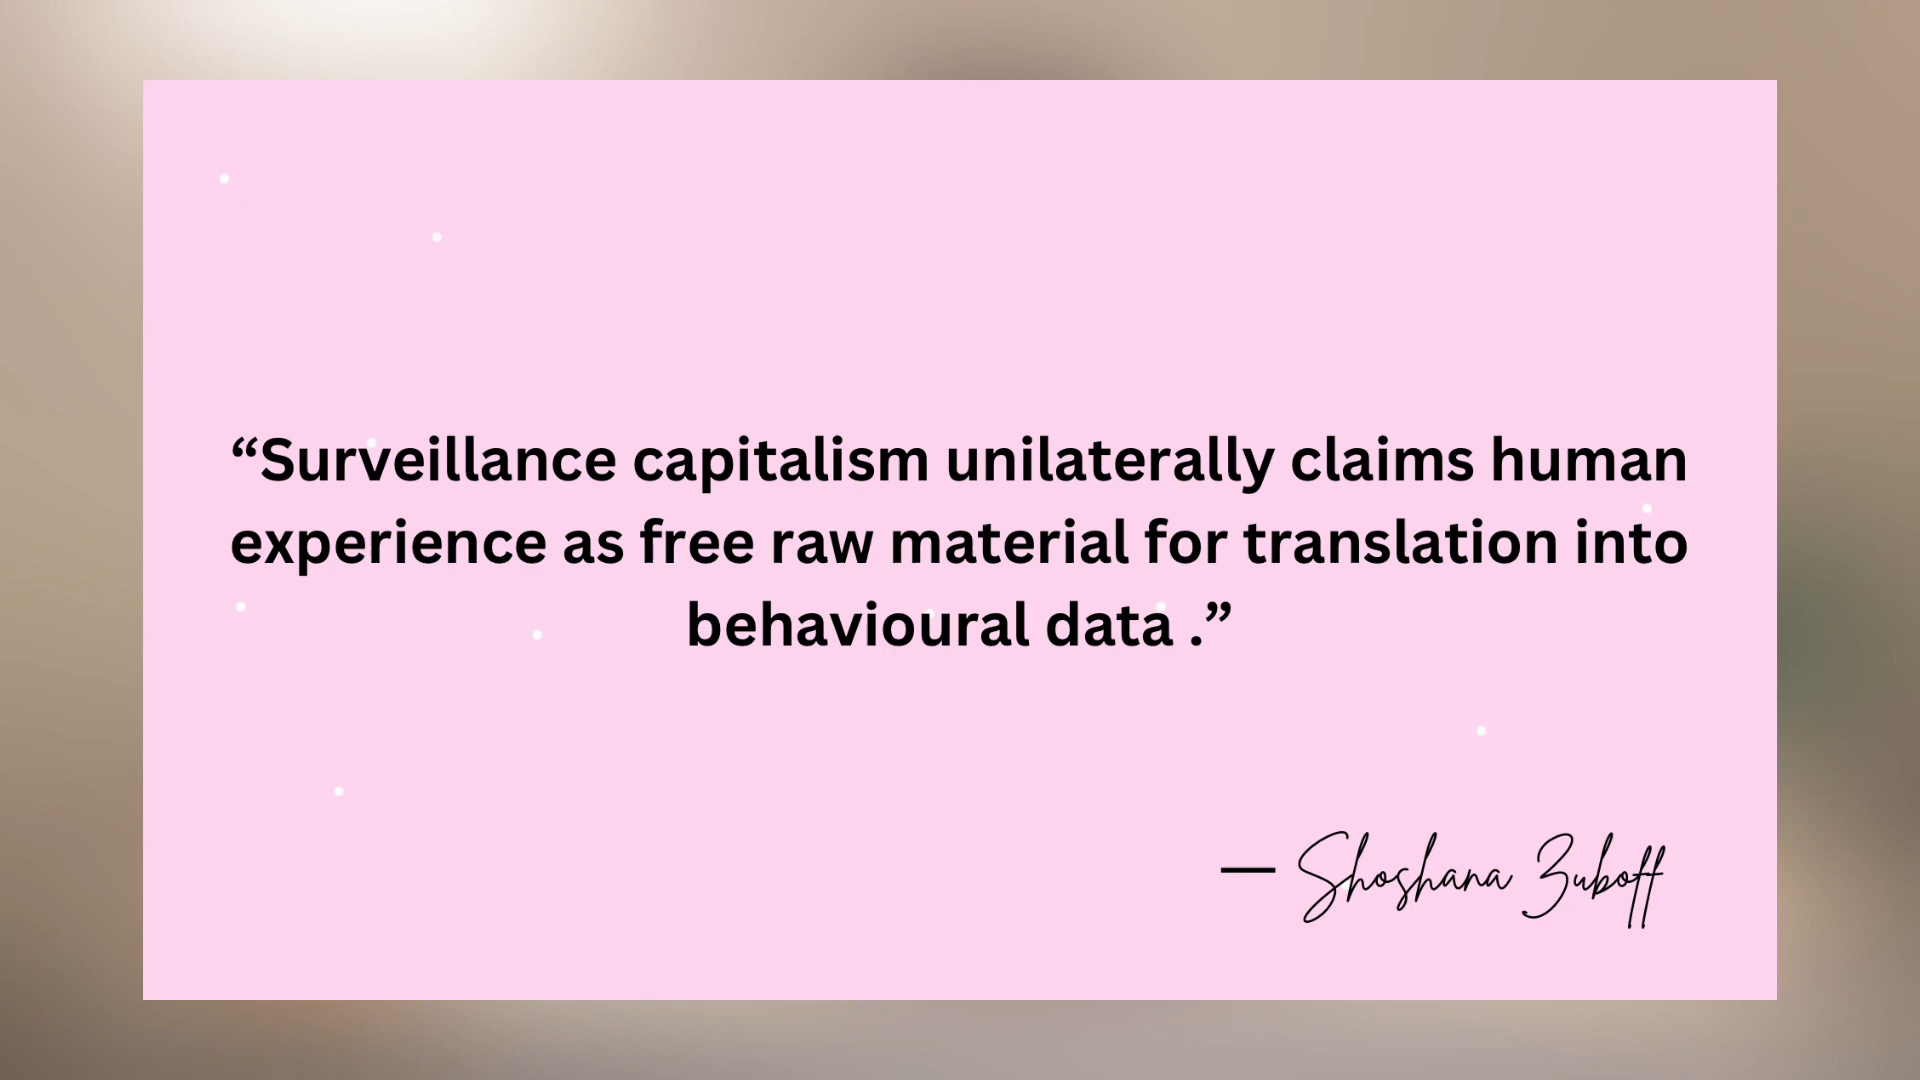 “Surveillance capitalism unilaterally claims human
experience as free raw material for translation into
behavioural data .”
— Shoshana Zuboff